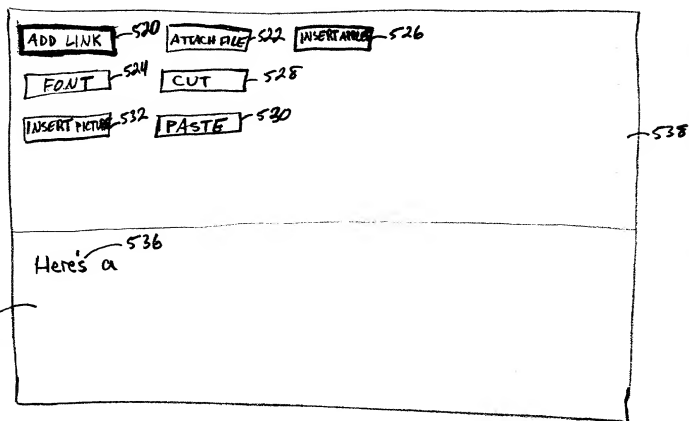 ADD LINK 520 ATTACH FILE 522 INSERT 526
FONT 524 CUT 528
INSERT PICTURE 532 PASTE 530
538
536
Here's a